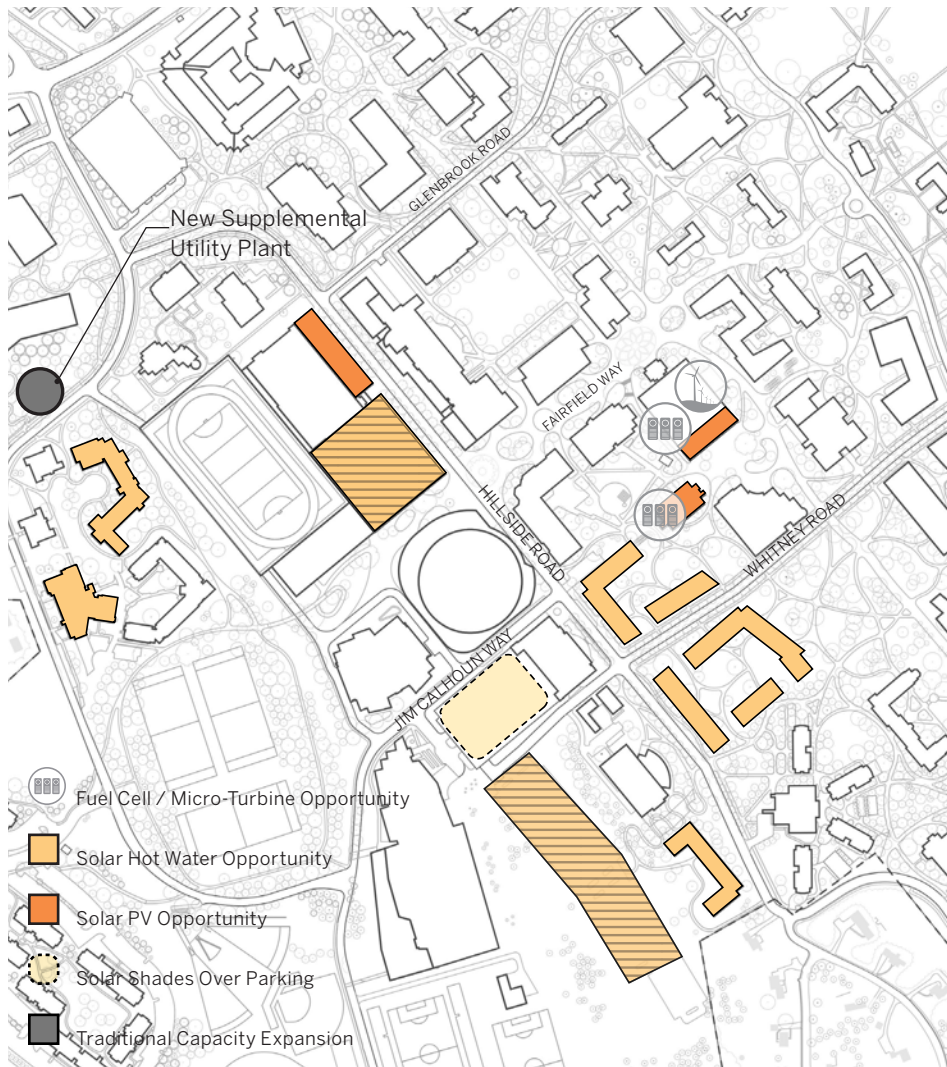 GLENBROOK ROAD
New Supplemental
Utility Plant
FAIRFIELD WAY
HILLSIDE ROAD
WHITNEY ROAD
JIM CALHOUN WAY
Fuel Cell / Micro-Turbine Opportunity
Solar Hot Water Opportunity
Solar PV Opportunity
Solar Shades Over Parking
Traditional Capacity Expansion